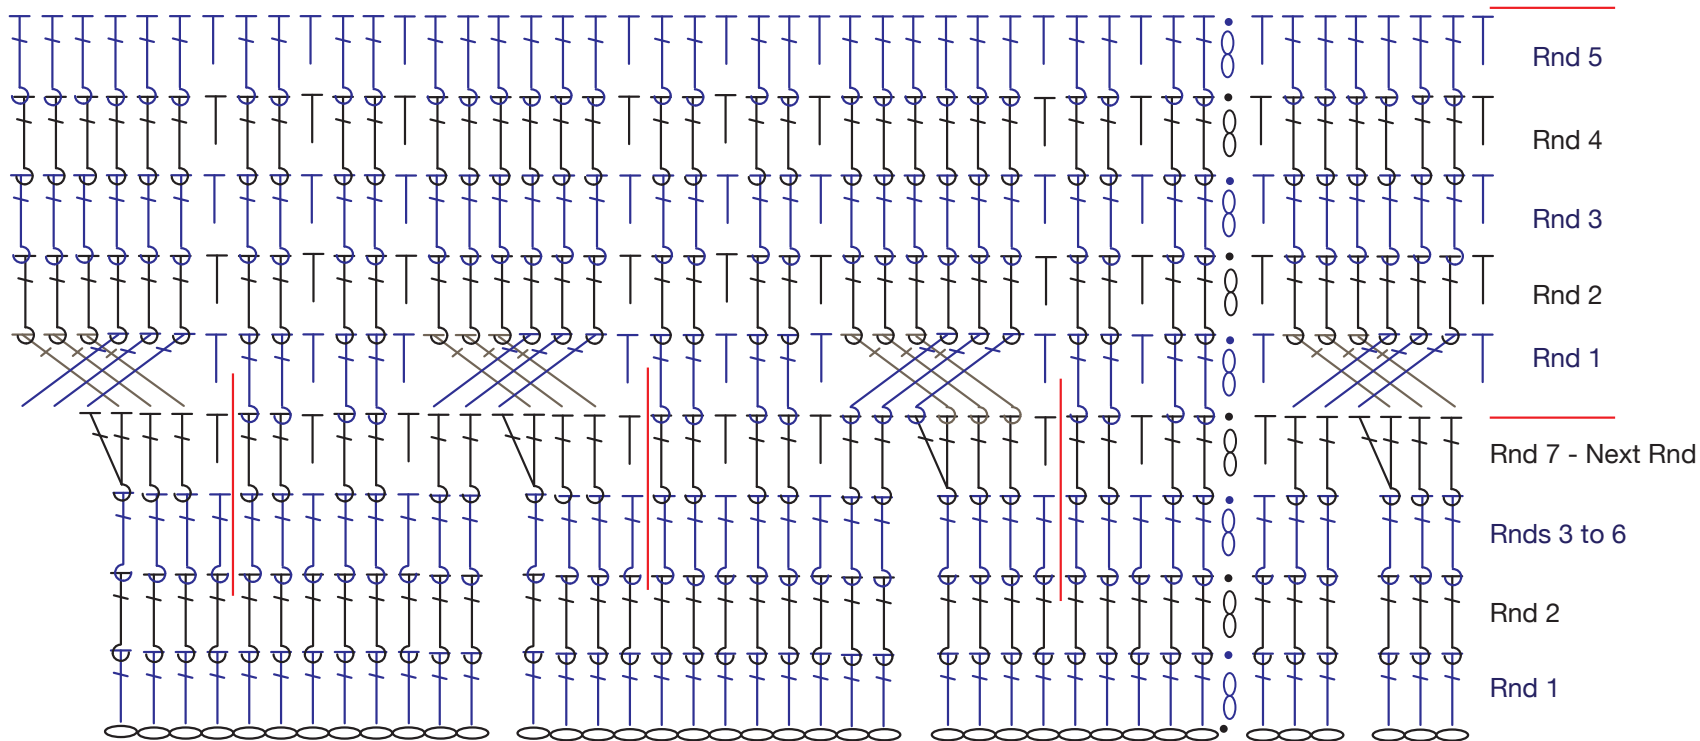 Rnd 5
Rnd 4
Rnd 3
Rnd 2
Rnd 1
Rnd 7 - Next Rnd
Rnds 3 to 6
Rnd 2
Rnd 1